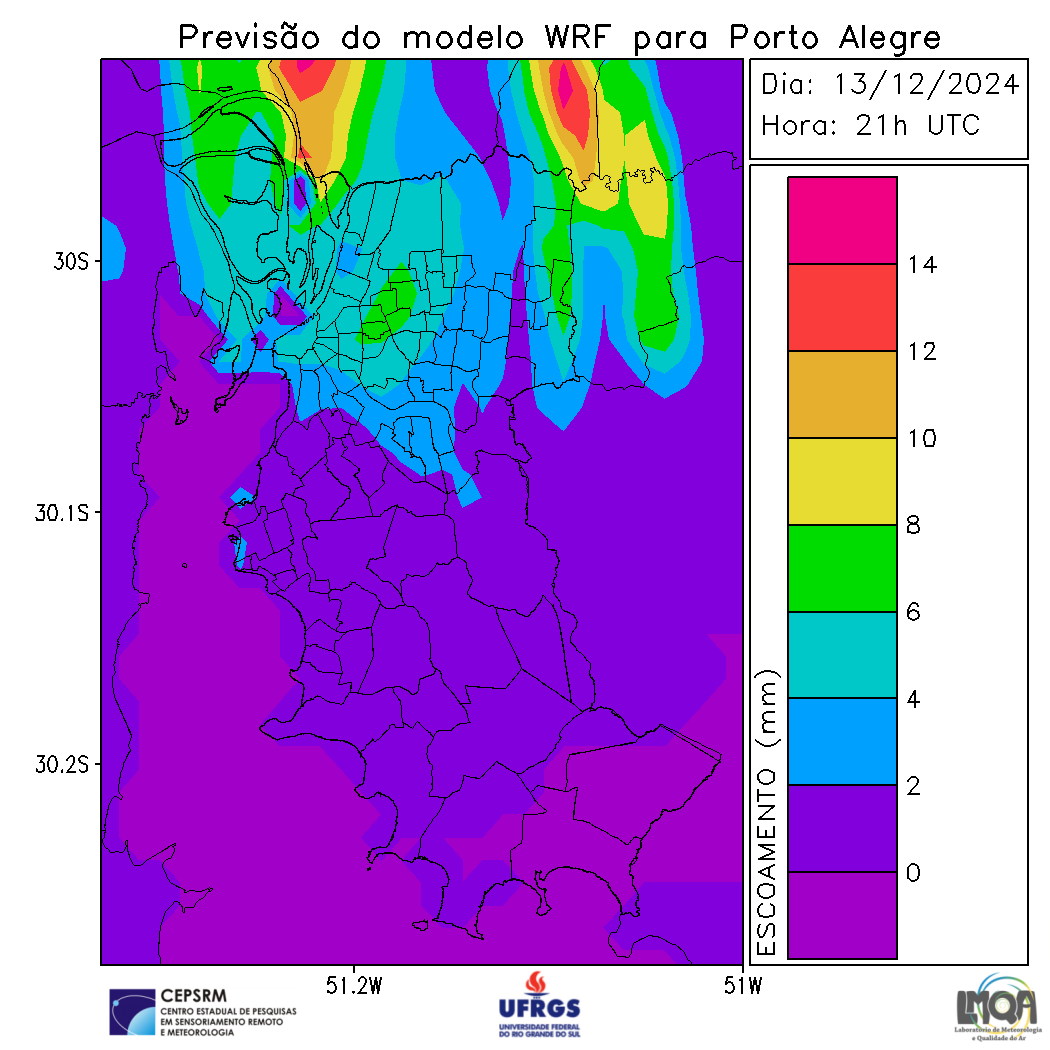 Previsão do modelo WRF para Porto Alegre
Dia: 13/12/2024
Hora: 21h UTC
30S
30.1S
30.2S
51.2W
51W
14
12
10
8
6
4
2
0
ESCOAMENTO (mm)
CEPSRM
CENTRO ESTADUAL DE PESQUISAS
EM SENSORIAMENTO REMOTO
E METEOROLOGIA
UFRGS
UNIVERSIDADE FEDERAL
DO RIO GRANDE DO SUL
LMQA
Laboratório de Meteorologia
e Qualidade do Ar